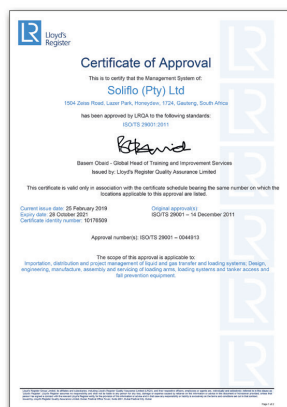 Lloyd's
Register
Certificate of Approval
This is to certify that the Management System of:
Soliflo (Pty) Ltd
1504 Zeiss Road, Lazer Park, Honeydew, 1724, Gauteng, South Africa
has been approved by LRQA to the following standards:
ISO/TS 29001:2011
Basem Obaid - Global Head of Training and Improvement Services
Issued by: Lloyd's Register Quality Assurance Limited
This certificate is valid only in association with the certificate schedule bearing the same number on which the
locations applicable to this approval are listed.
Current issue date: 25 February 2019
Expiry date: 28 October 2021
Certificate identity number: 10176509
Original approval(s):
ISO/TS 29001 – 14 December 2011
Approval number(s): ISO/TS 29001 – 0044913
The scope of this approval is applicable to:
Importation, distribution and project management of liquid and gas transfer and loading systems; Design,
engineering, manufacture, assembly and servicing of loading arms, loading systems and tanker access and
fall prevention equipment.
Page 1 of 2